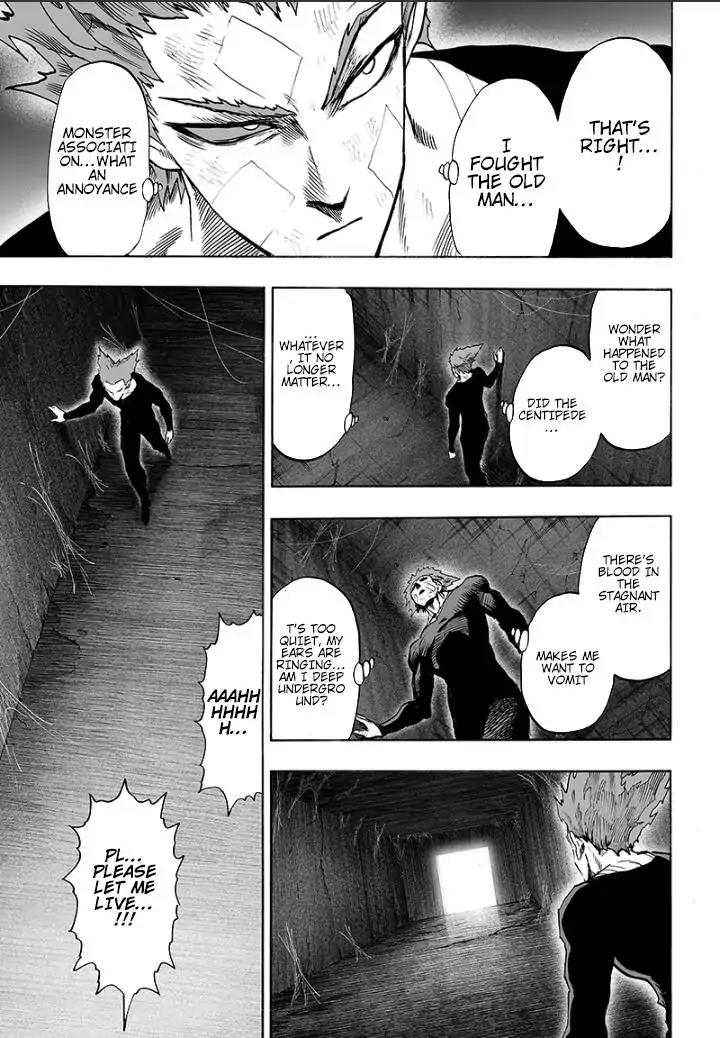 THAT'S
RIGHT...
!
I
FOUGHT
THE OLD
MAN...
MONSTER
ASSOCIATI
ON...WHAT
AN
ANNOYANCE
WONDER
WHAT
HAPPENED
TO THE
OLD MAN?
DID THE
CENTIPEDE
...
...
WHATEVER
, IT NO
LONGER
MATTER...
THERE'S
BLOOD IN
THE
STAGNANT
AIR.
MAKES ME
WANT TO
VOMIT
IT'S TOO
QUIET, MY
EARS ARE
RINGING...
AM I DEEP
UNDERGRO
UND?
AAAHH
HHHH
H...
PL...
PLEASE
LET ME
LIVE...
!!!